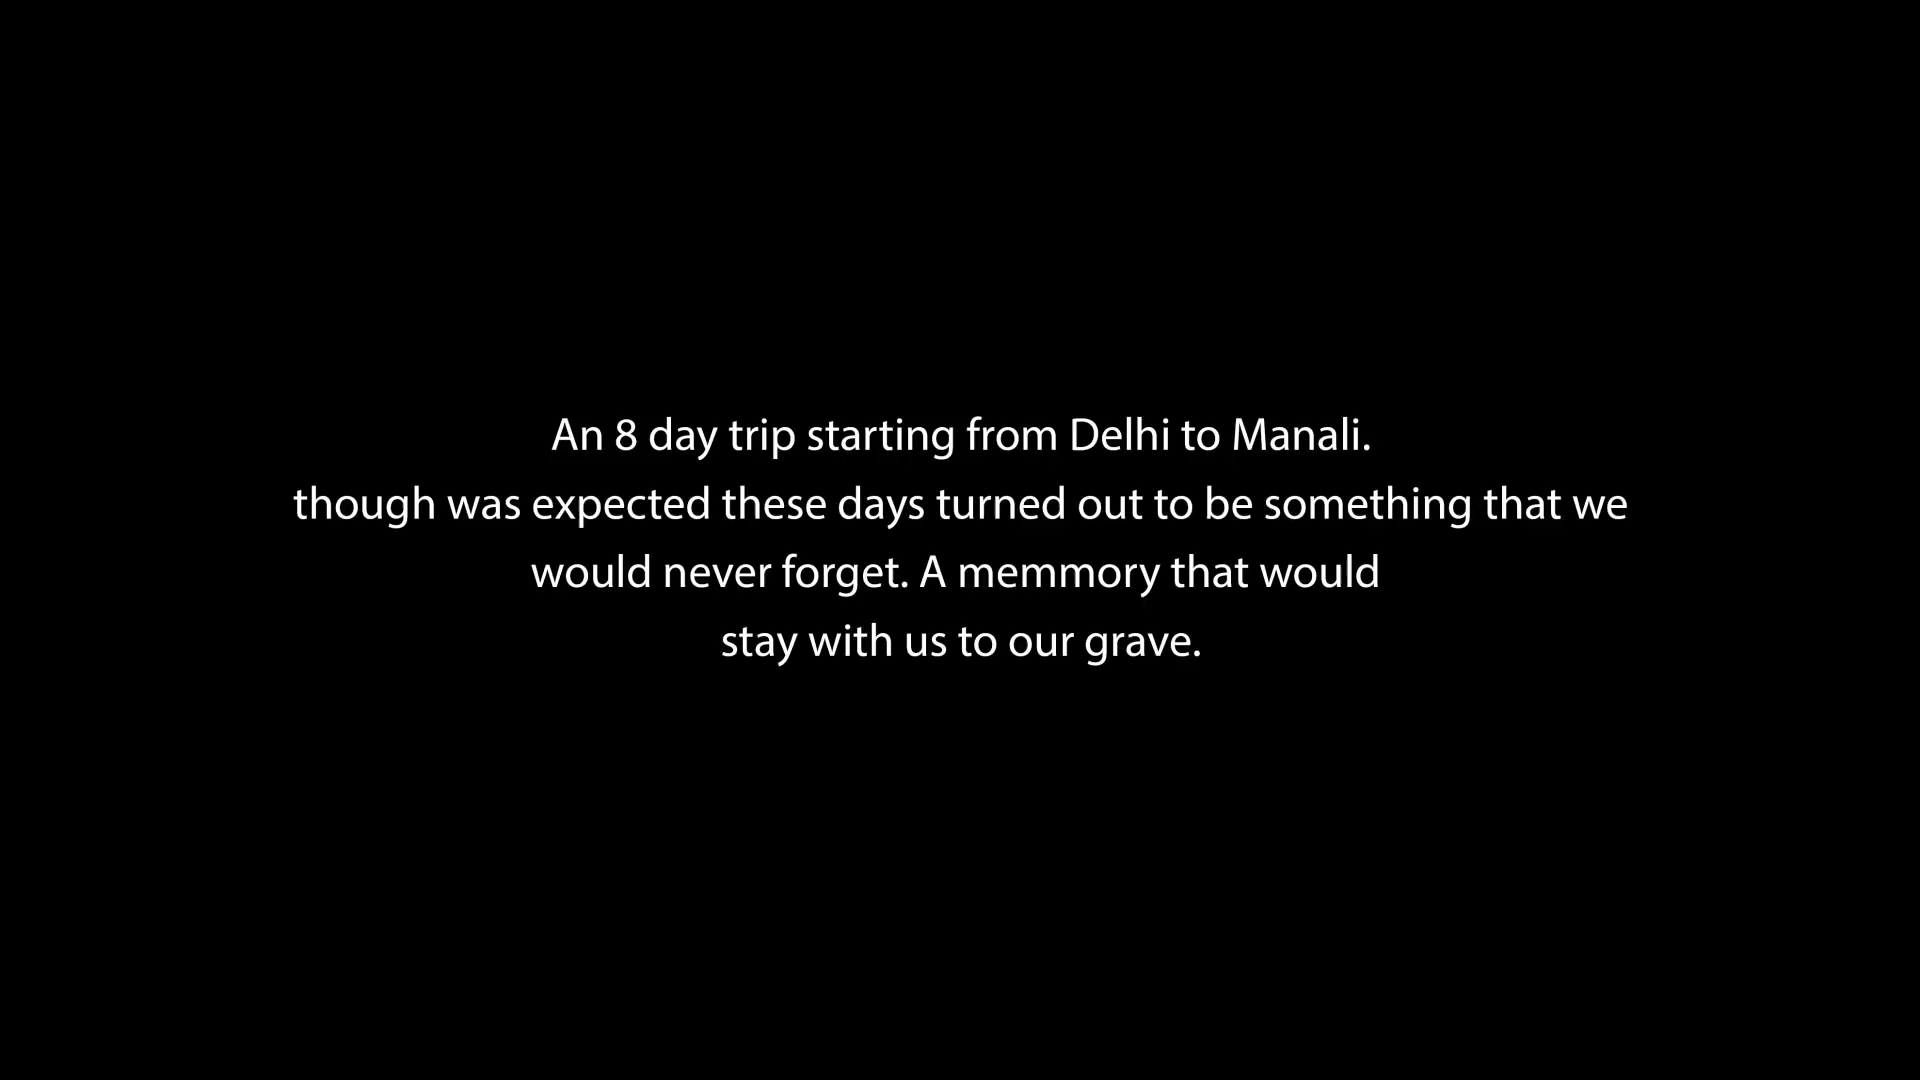 An 8 day trip starting from Delhi to Manali.
though was expected these days turned out to be something that we
would never forget. A memmory that would
stay with us to our grave.